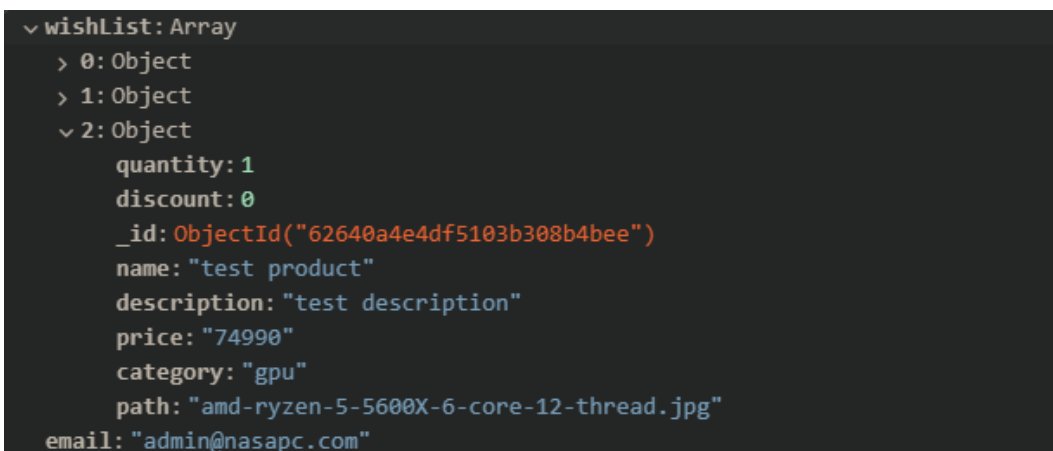 wishList: Array
0: Object
1: Object
2: Object
quantity: 1
discount: 0
_id: ObjectId("62640a4e4df5103b308b4bee")
name: "test product"
description: "test description"
price: "74990"
category: "gpu"
path: "amd-ryzen-5-5600X-6-core-12-thread.jpg"
email: "admin@nasapc.com"